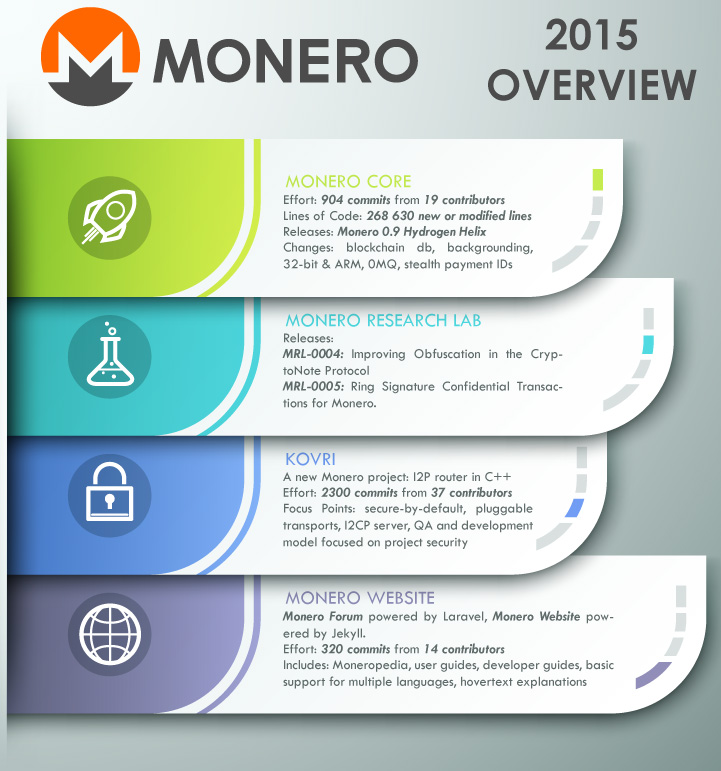 MONERO
2015
OVERVIEW
MONERO CORE
Effort: 904 commits from 19 contributors
Lines of Code: 268 630 new or modified lines
Releases: Monero 0.9 Hydrogen Helix
Changes: blockchain db, backgrounding,
32-bit & ARM, 0MQ, stealth payment IDs
MONERO RESEARCH LAB
Releases:
MRL-0004: Improving Obfuscation in the Cryp-
toNote Protocol
MRL-0005: Ring Signature Confidential Transac-
tions for Monero.
KOVRI
A new Monero project: I2P router in C++
Effort: 2300 commits from 37 contributors
Focus Points: secure-by-default, pluggable
transports, I2CP server, QA and development
model focused on project security
MONERO WEBSITE
Monero Forum powered by Laravel, Monero Website pow-
ered by Jekyll.
Effort: 320 commits from 14 contributors
Includes: Moneropedia, user guides, developer guides, basic
support for multiple languages, hovertext explanations